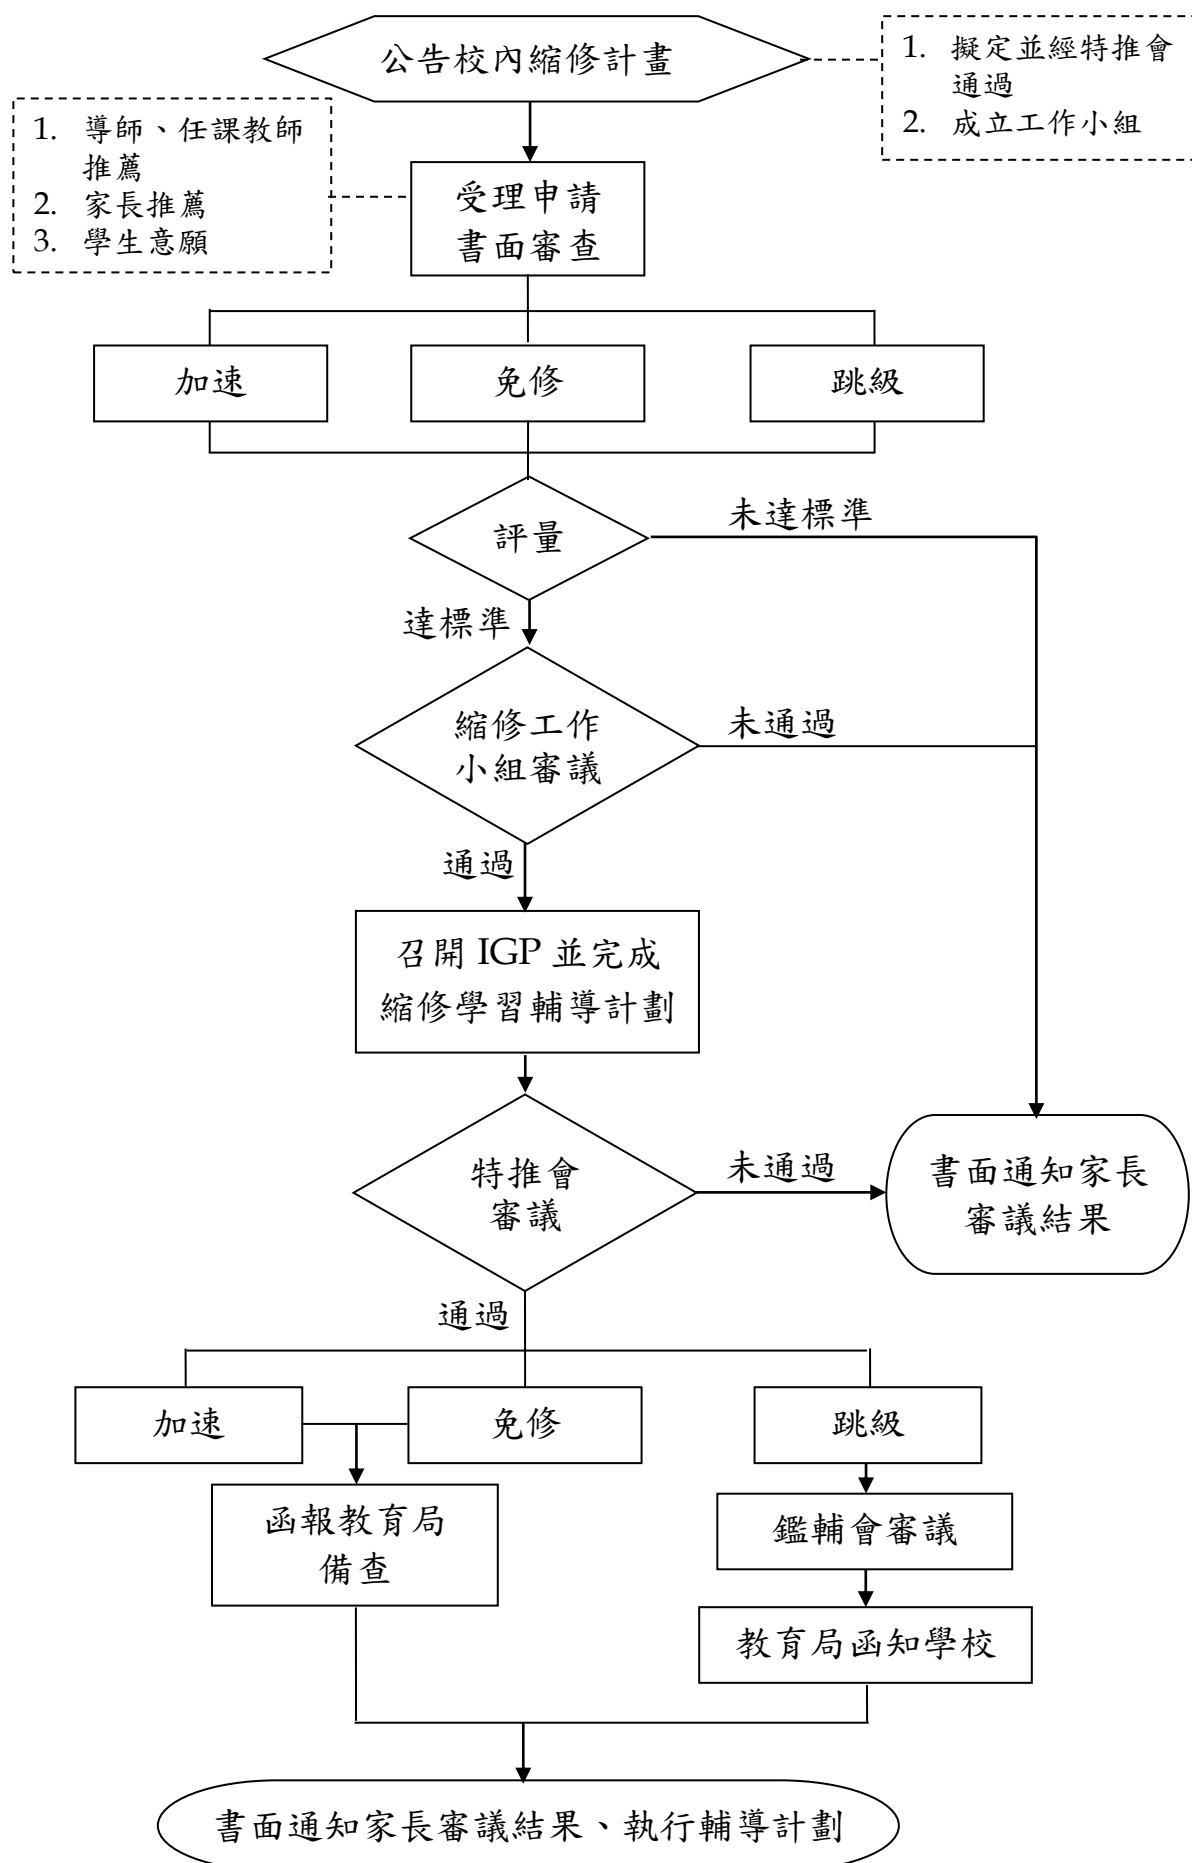 公告校內縮修計畫
1. 擬定並經特推會
通過
2. 成立工作小組
1. 導師、任課教師
推薦
2. 家長推薦
3. 學生意願
受理申請
書面審查
加速
免修
跳級
評量
未達標準
達標準
縮修工作
小組審議
未通過
通過
召開 IGP 並完成
縮修學習輔導計劃
特推會
審議
未通過
書面通知家長
審議結果
通過
加速
免修
跳級
函報教育局
備查
鑑輔會審議
教育局函知學校
書面通知家長審議結果、執行輔導計劃